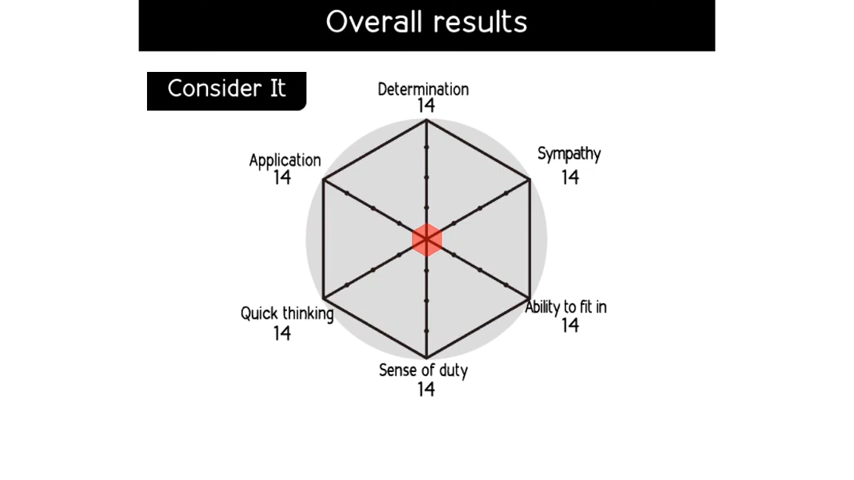 Overall results
Consider It
Determination
14
Application
14
Sympathy
14
Quick thinking
14
Ability to fit in
14
Sense of duty
14